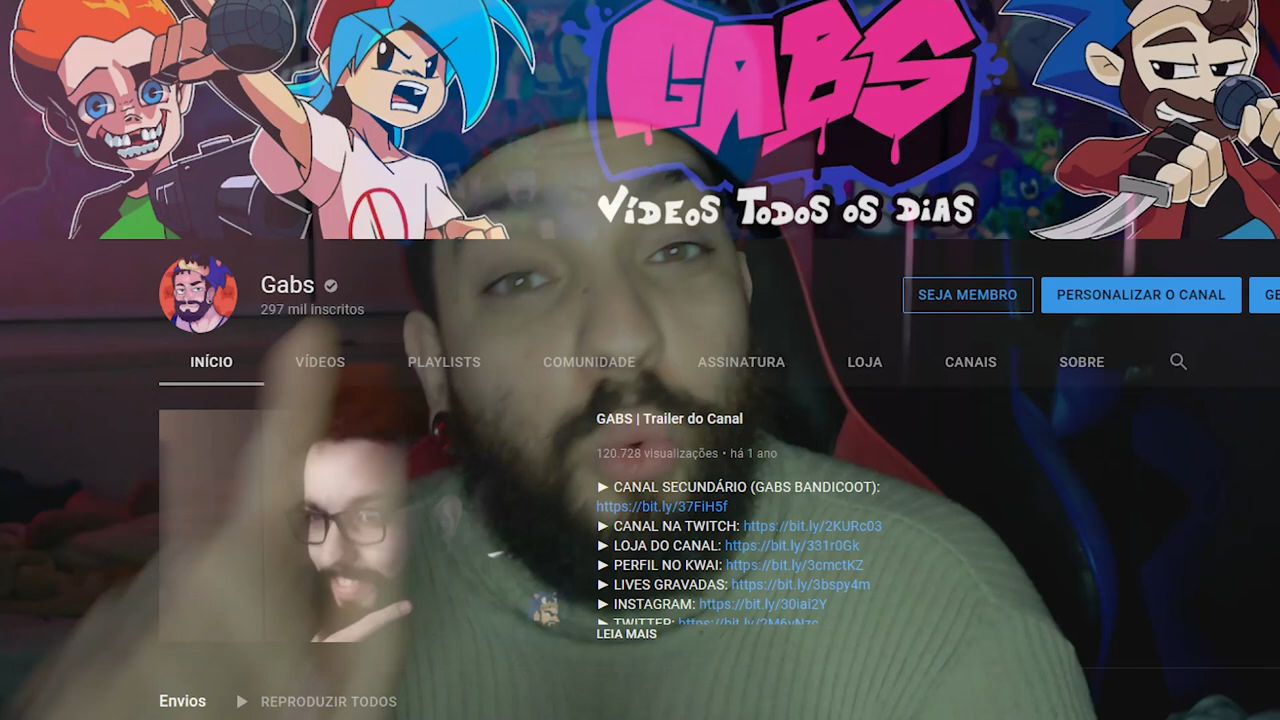 GABS
VÍDEOS TODOS OS DIAS
Gabs
297 mil inscritos
SEJA MEMBRO
PERSONALIZAR O CANAL
INÍCIO
VÍDEOS
PLAYLISTS
COMUNIDADE
ASSINATURA
LOJA
CANAIS
SOBRE
GABS | Trailer do Canal
120.728 visualizações • há 1 ano
► CANAL SECUNDÁRIO (GABS BANDICOOT):
https://bit.ly/37FiH5f
► CANAL NA TWITCH: https://bit.ly/2KURc03
► LOJA DO CANAL: https://bit.ly/331r0Gk
► PERFIL NO KWAI: https://bit.ly/3cmctKZ
► LIVES GRAVADAS: https://bit.ly/3bspy4m
► INSTAGRAM: https://bit.ly/30iai2Y
► TWITTER:
LEIA MAIS
Envios
REPRODUZIR TODOS